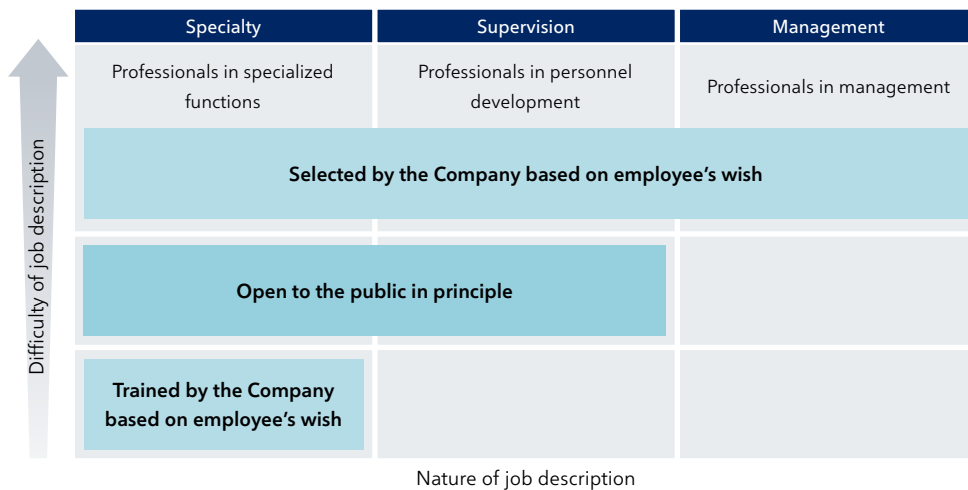 Specialty
Supervision
Management
Professionals in specialized
functions
Professionals in personnel
development
Professionals in management
Selected by the Company based on employee’s wish
Open to the public in principle
Trained by the Company
based on employee’s wish
Difficulty of job description
Nature of job description